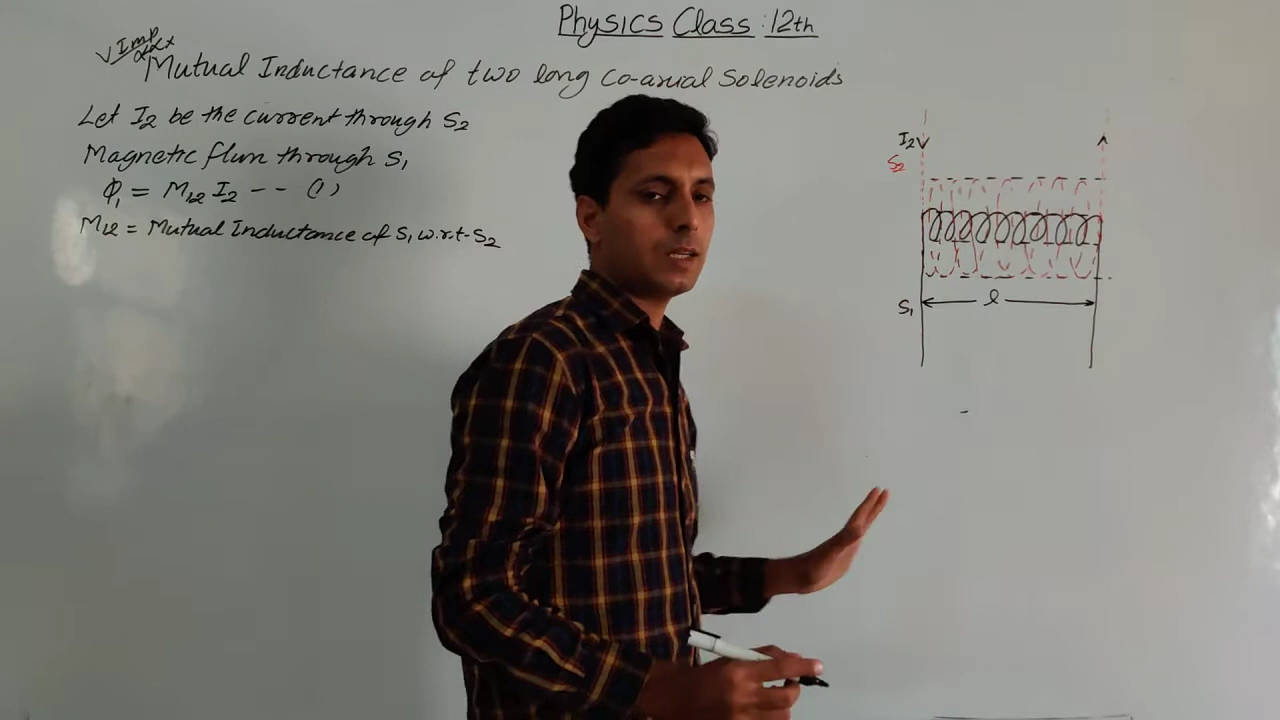 Physics Class : 12th
V Imp
Mutual Inductance of two long Co-axial Solenoids
Let I2 be the current through S2
Magnetic flux through S1
ϕ1 = M12 I2 -- (1)
M12 = Mutual Inductance of S1 w.r.t- S2
I2
S2
S1
l